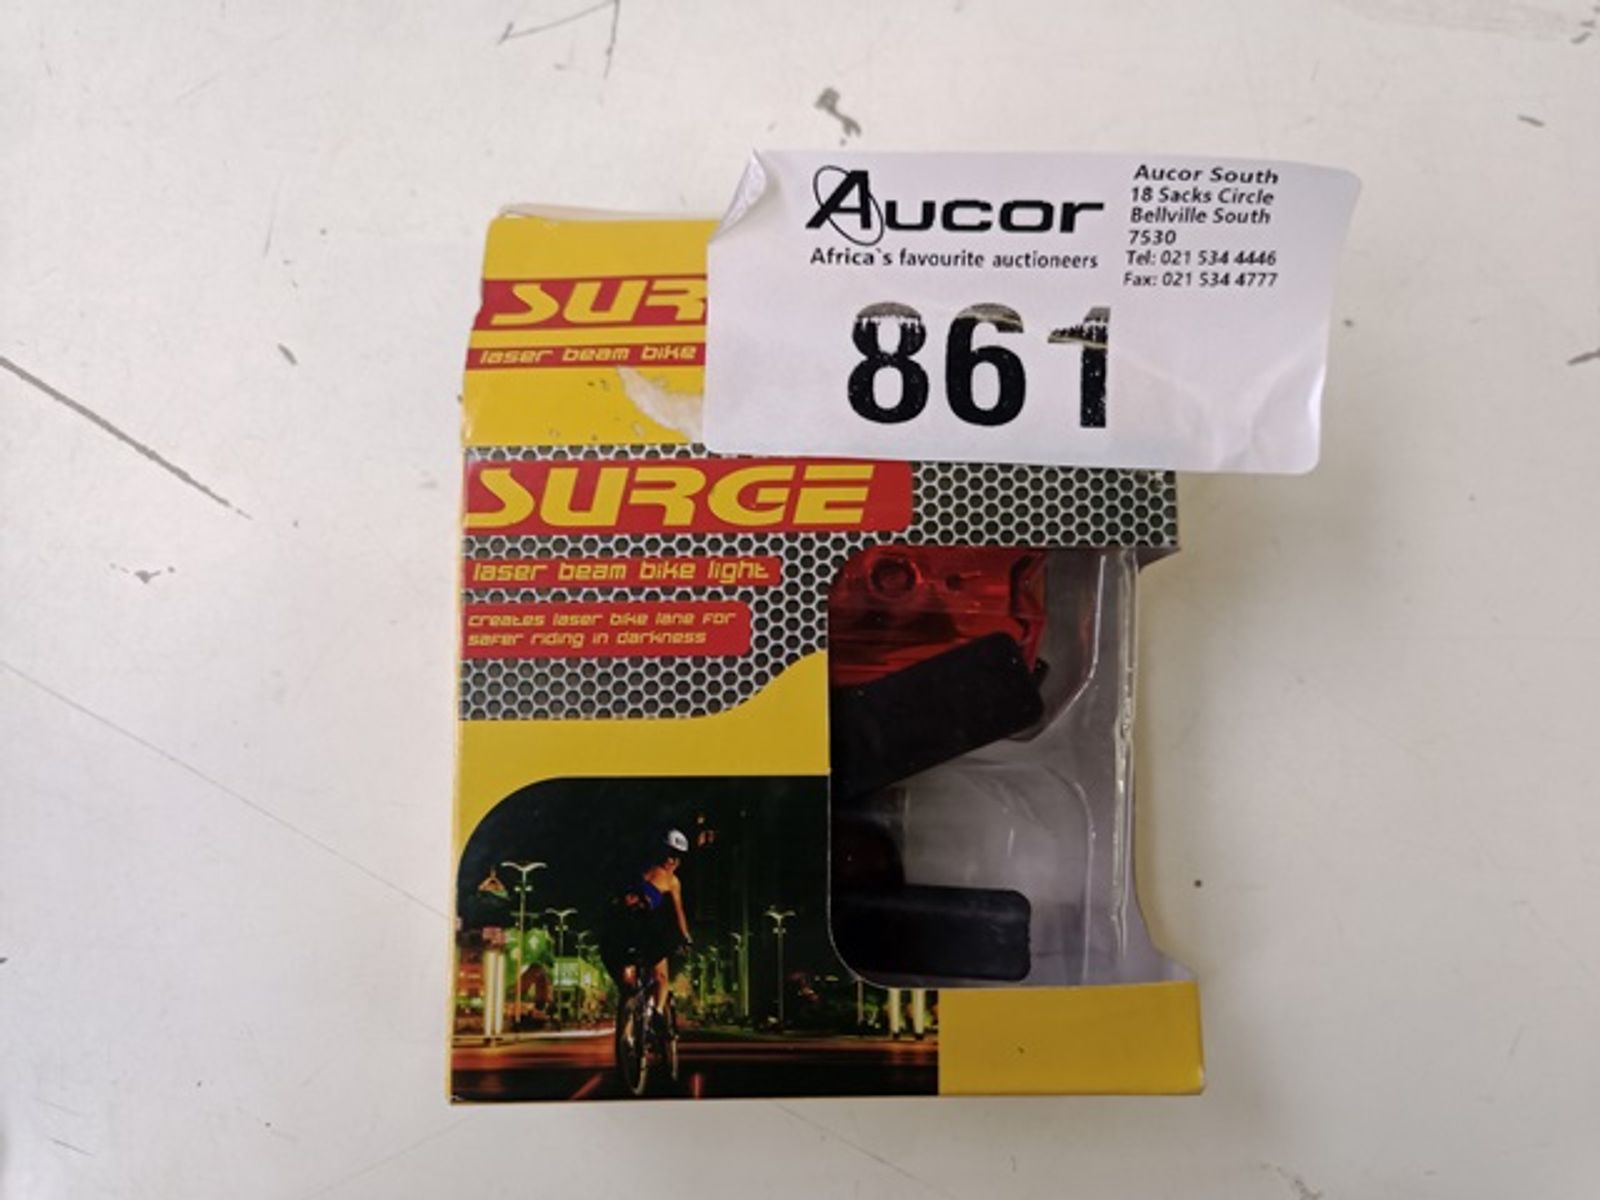 Aucor
Africa`s favourite auctioneers
Aucor South
18 Sacks Circle
Bellville South
7530
Tel: 021 534 4446
Fax: 021 534 4777
861
SUR
laser beam bike
SURGE
laser beam bike light
creates laser bike lane for
safer riding in darkness